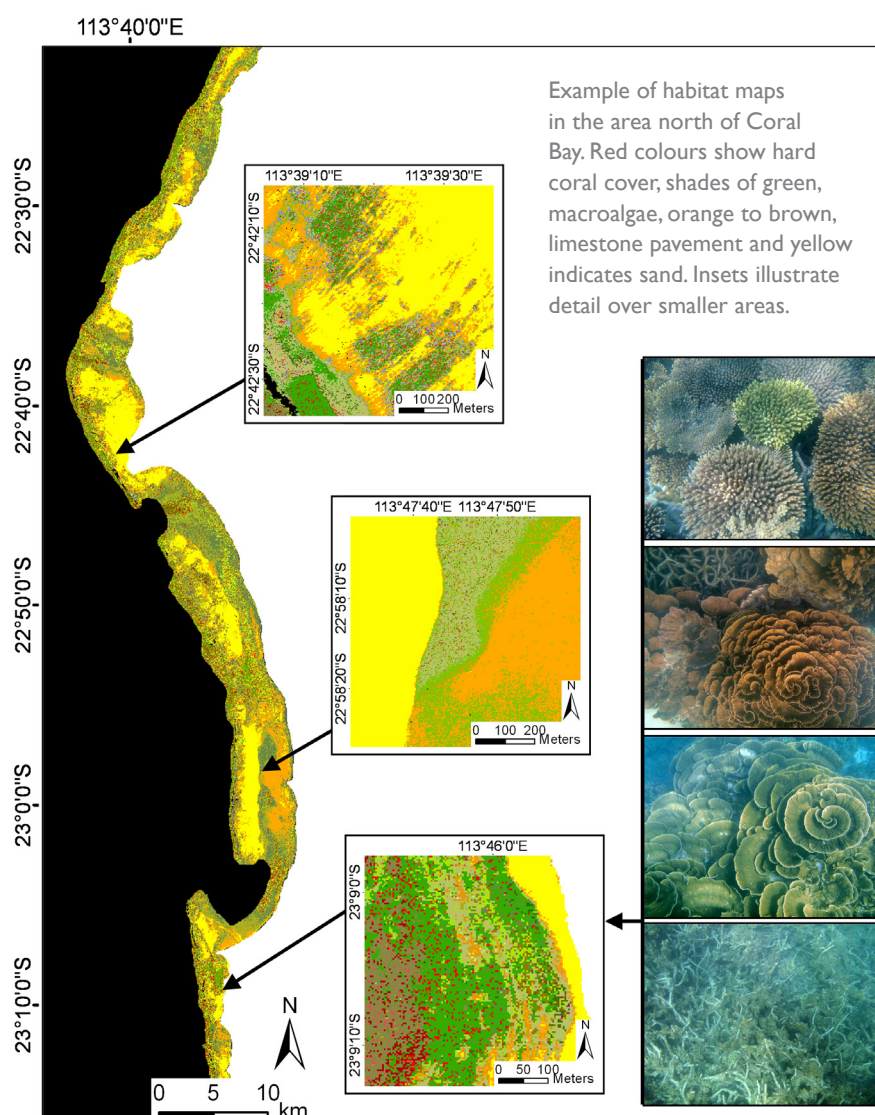 113°40'0"E
Example of habitat maps
in the area north of Coral
Bay. Red colours show hard
coral cover, shades of green,
macroalgae, orange to brown,
limestone pavement and yellow
indicates sand. Insets illustrate
detail over smaller areas.
22°30'0"S
22°40'0"S
22°50'0"S
23°0'0"S
23°10'0"S
113°39'10"E 113°39'30"E
22°42'10"S
22°42'30"S
N
0 100 200
Meters
113°47'40"E 113°47'50"E
22°58'10"S
22°58'20"S
N
0 100 200
Meters
113°46'0"E
23°9'0"S
23°9'10"S
N
0 50 100
Meters
N
0 5 10
km